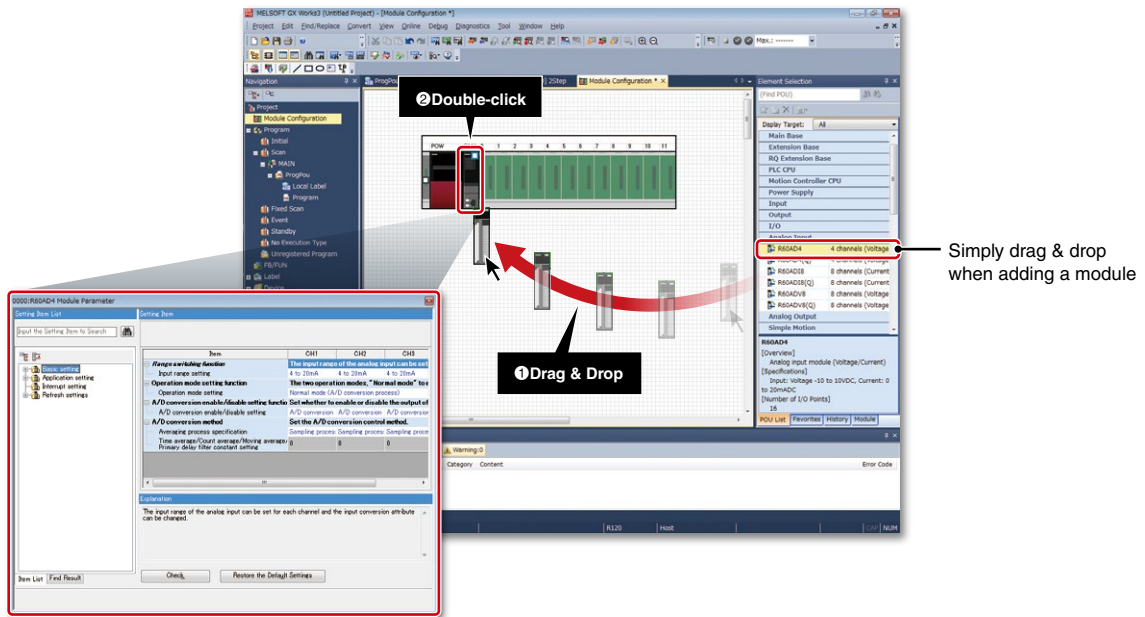 MELSOFT GX Works3 (Untitled Project) - [Module Configuration *]
Project Edit Find/Replace Convert View Online Debug Diagnostics Tool Window Help
Max.: -------
Navigation
ProgPou
2Step
Module Configuration *
Element Selection
(Find POU)
Display Target: All
Project
Module Configuration
Program
Initial
Scan
MAIN
ProgPou
Local Label
Program
Fixed Scan
Event
Standby
No Execution Type
Unregistered Program
FB/FUN
Label
Device
❷Double-click
POW
1 2 3 4 5 6 7 8 9 10 11
Main Base
Extension Base
RQ Extension Base
PLC CPU
Motion Controller CPU
Power Supply
Input
Output
I/O
Analog Input
R60AD4 4 channels (Voltage
R60ADI8 8 channels (Current
R60ADI8(Q) 8 channels (Current
R60ADV8 8 channels (Voltage
R60ADV8(Q) 8 channels (Voltage
Analog Output
Simple Motion
Simply drag & drop
when adding a module
❶Drag & Drop
R60AD4
[Overview]
Analog input module (Voltage/Current)
[Specifications]
Input: Voltage -10 to 10VDC, Current: 0
to 20mADC
[Number of I/O Points]
16
POU List Favorites History Module
Warning:0
Category Content Error Code
R120 Host CAP NUM
0000:R60AD4 Module Parameter
Setting Item List
Setting Item
Input the Setting Item to Search
Basic setting
Application setting
Interrupt setting
Refresh settings
Item CH1 CH2 CH3
Range switching function The input range of the analog input can be set
Input range setting 4 to 20mA 4 to 20mA 4 to 20mA
Operation mode setting function The two operation modes, "Normal mode" to e
Operation mode setting Normal mode (A/D conversion process)
A/D conversion enable/disable setting functio Set whether to enable or disable the output of
A/D conversion enable/disable setting A/D conversion A/D conversion A/D conversion
A/D conversion method Set the A/D conversion control method.
Averaging process specification Sampling proces Sampling proces Sampling proce
Time average/Count average/Moving average/
Primary delay filter constant setting 0 0 0
Explanation
The input range of the analog input can be set for each channel and the input conversion attribute
can be changed.
Item List Find Result
Check
Restore the Default Settings